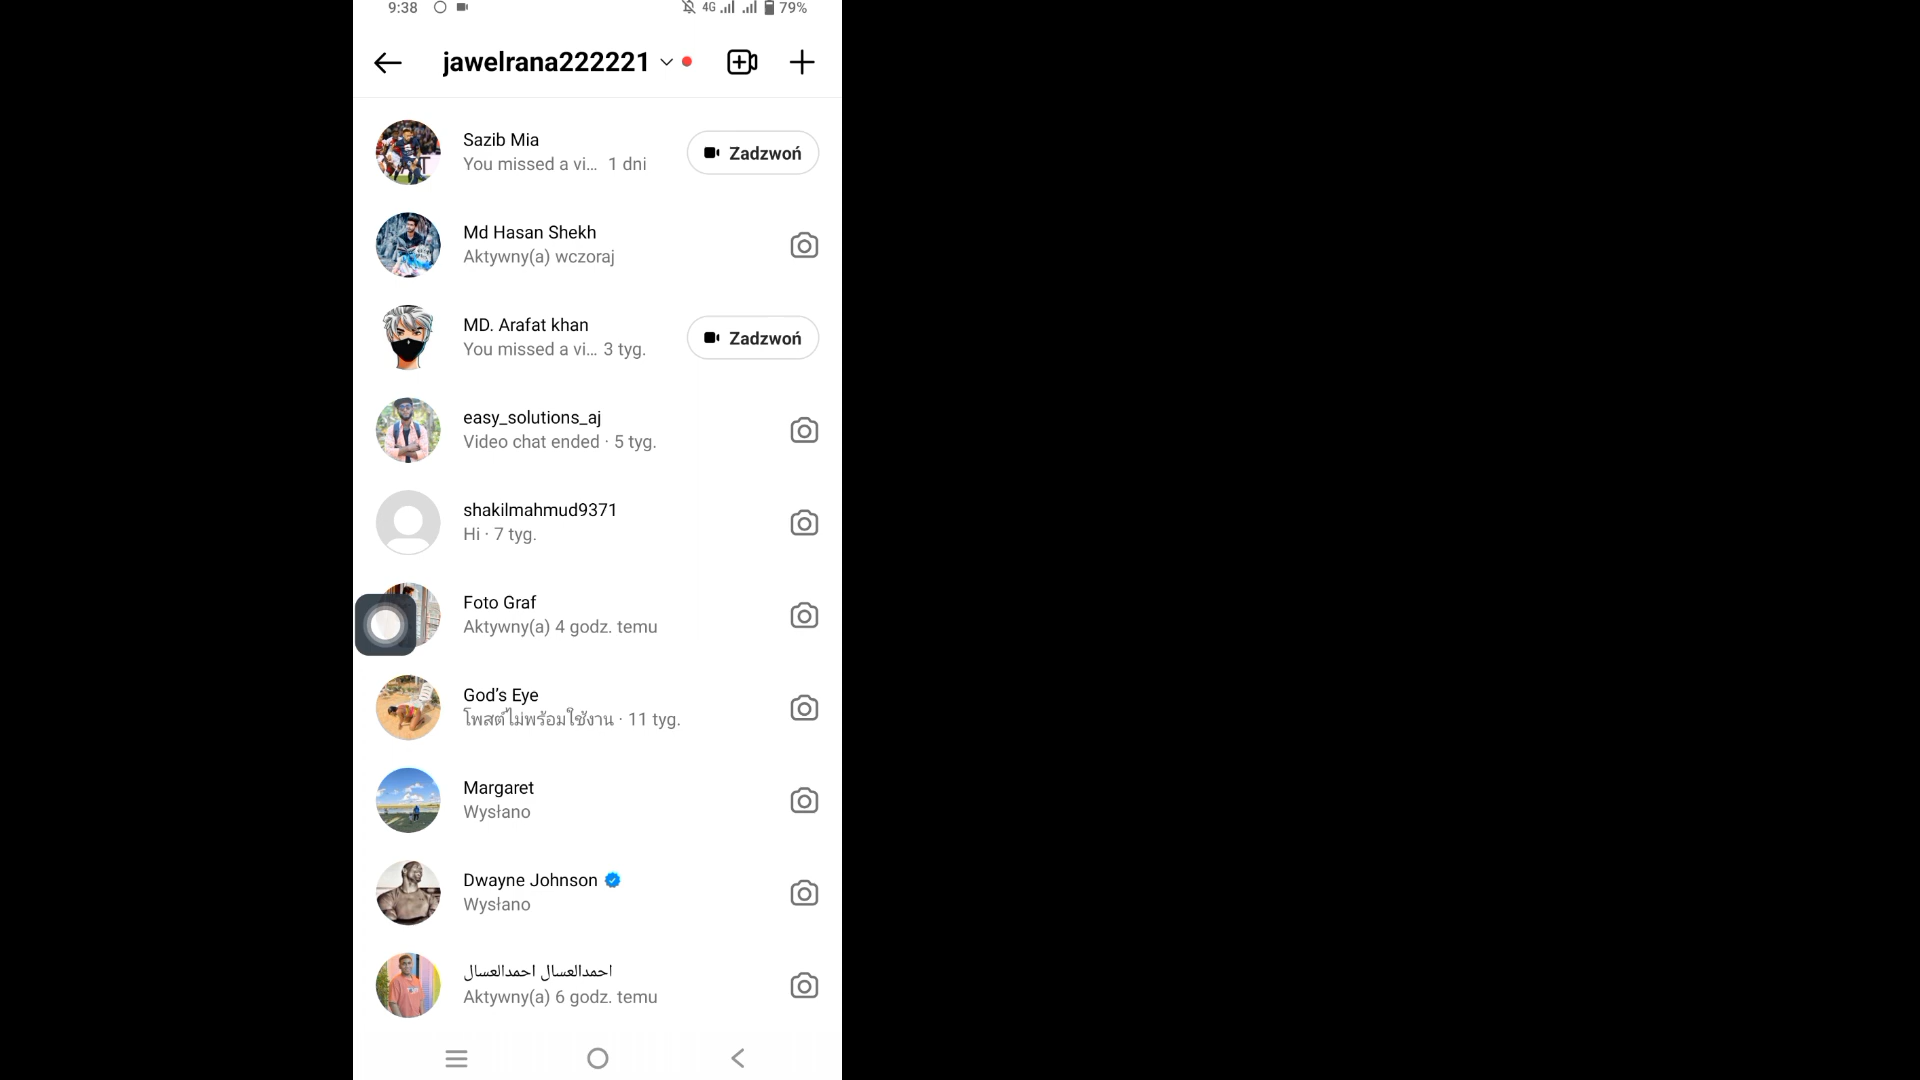 9:38 4G 79%
jawelrana222221
Sazib Mia
You missed a vi... 1 dni
Zadzwoń
Md Hasan Shekh
Aktywny(a) wczoraj
MD. Arafat khan
You missed a vi... 3 tyg.
Zadzwoń
easy_solutions_aj
Video chat ended · 5 tyg.
shakilmahmud9371
Hi · 7 tyg.
Foto Graf
Aktywny(a) 4 godz. temu
God’s Eye
โพสต์ไม่พร้อมใช้งาน · 11 tyg.
Margaret
Wysłano
Dwayne Johnson
Wysłano
احمدالعسال احمدالعسال
Aktywny(a) 6 godz. temu